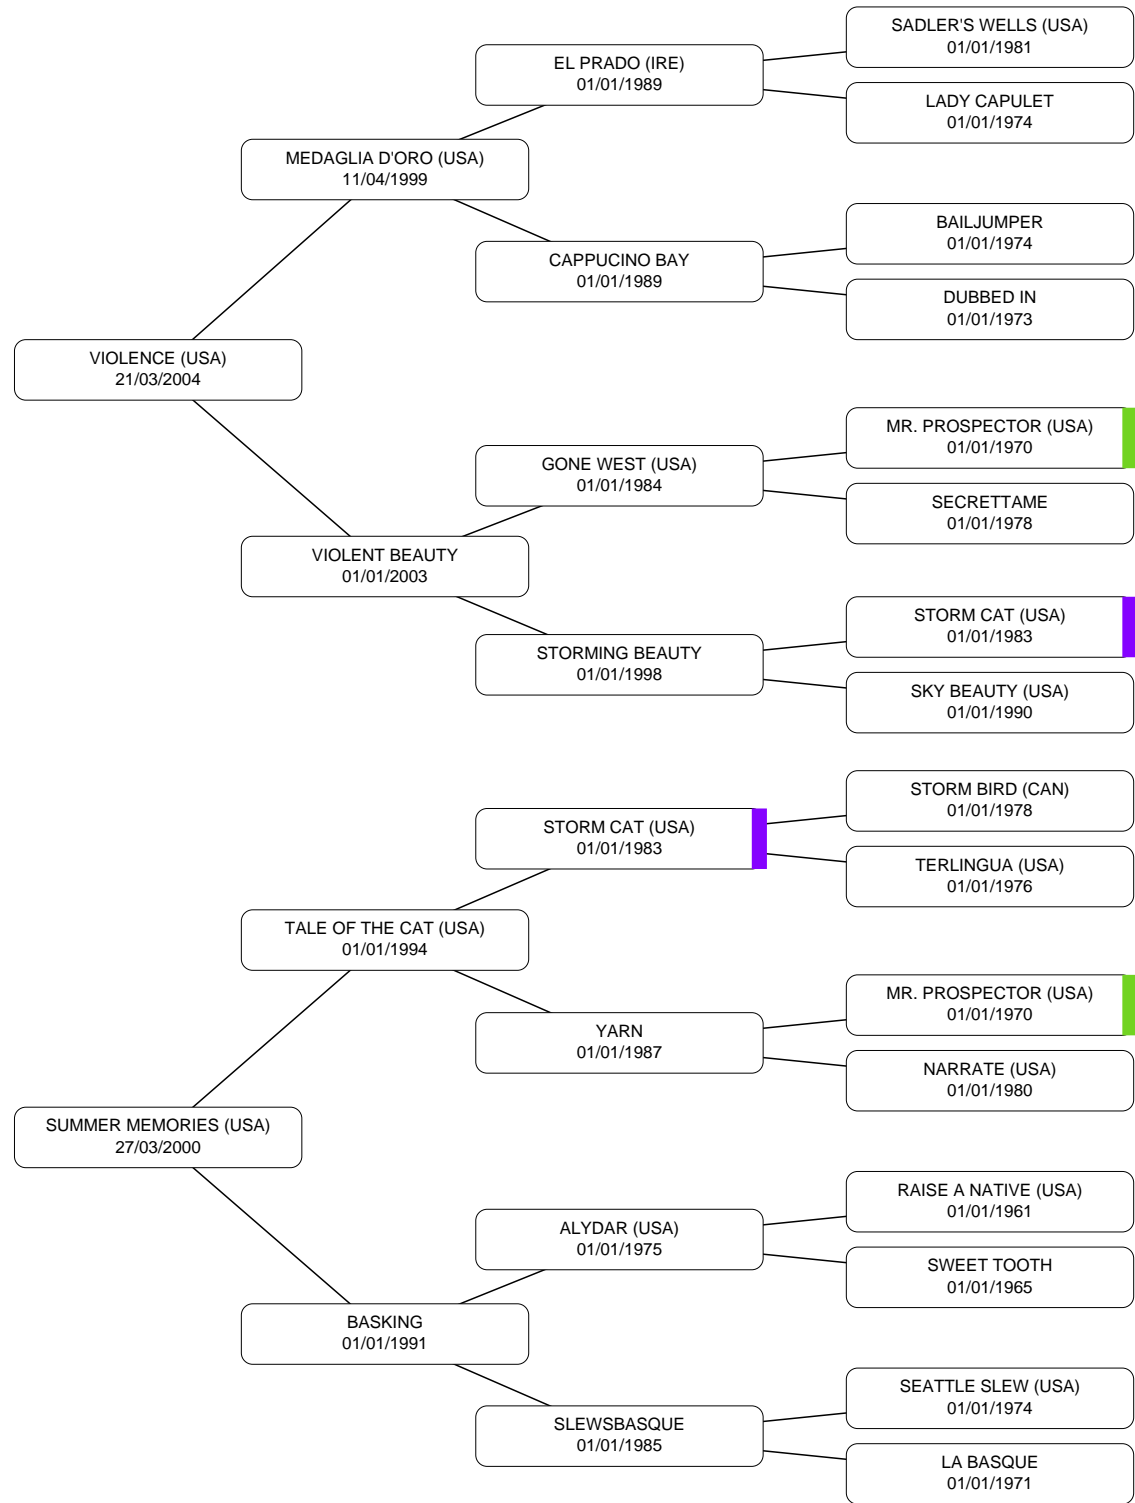 SADLER'S WELLS (USA)
01/01/1981
EL PRADO (IRE)
01/01/1989
LADY CAPULET
01/01/1974
MEDAGLIA D'ORO (USA)
11/04/1999
BAILJUMPER
01/01/1974
CAPPUCINO BAY
01/01/1989
DUBBED IN
01/01/1973
VIOLENCE (USA)
21/03/2004
MR. PROSPECTOR (USA)
01/01/1970
GONE WEST (USA)
01/01/1984
SECRETTAME
01/01/1978
VIOLENT BEAUTY
01/01/2003
STORM CAT (USA)
01/01/1983
STORMING BEAUTY
01/01/1998
SKY BEAUTY (USA)
01/01/1990
STORM BIRD (CAN)
01/01/1978
STORM CAT (USA)
01/01/1983
TERLINGUA (USA)
01/01/1976
TALE OF THE CAT (USA)
01/01/1994
MR. PROSPECTOR (USA)
01/01/1970
YARN
01/01/1987
NARRATE (USA)
01/01/1980
SUMMER MEMORIES (USA)
27/03/2000
RAISE A NATIVE (USA)
01/01/1961
ALYDAR (USA)
01/01/1975
SWEET TOOTH
01/01/1965
BASKING
01/01/1991
SEATTLE SLEW (USA)
01/01/1974
SLEWSBASQUE
01/01/1985
LA BASQUE
01/01/1971